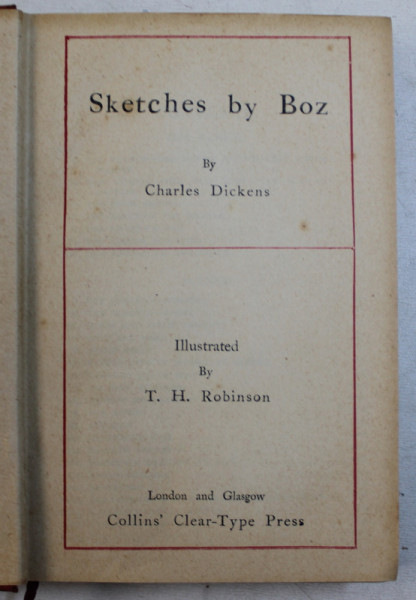 Sketches by Boz
By
Charles Dickens
Illustrated
By
T. H. Robinson
London and Glasgow
Collins' Clear-Type Press